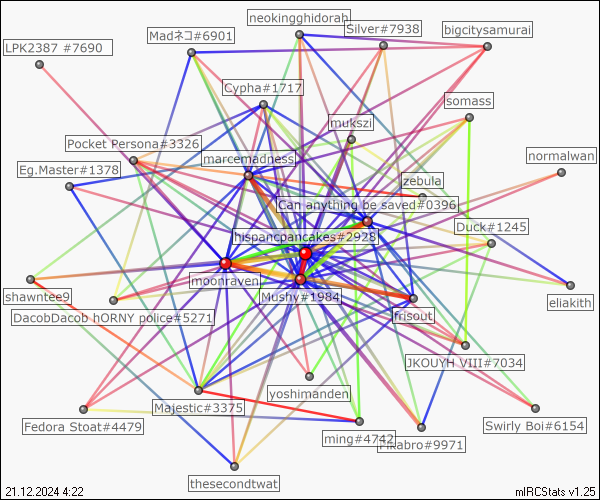 neokingghidorah
Silver#7938
bigcitysamurai
Madネコ#6901
LPK2387 #7690
Cypha#1717
somass
mukszi
Pocket Persona#3326
marcemadness
normalwan
Eg.Master#1378
zebula
Can anything be saved#0396
Duck#1245
hispancpancakes#2928
moonraven
shawntee9
Mushy#1984
eliakith
DacobDacob hORNY police#5271
frisout
JKOUYH VIII#7034
yoshimanden
Majestic#3375
Fedora Stoat#4479
Swirly Boi#6154
ming#4742
#9971
thesecondtwat
21.12.2024 4:22
mIRCStats v1.25